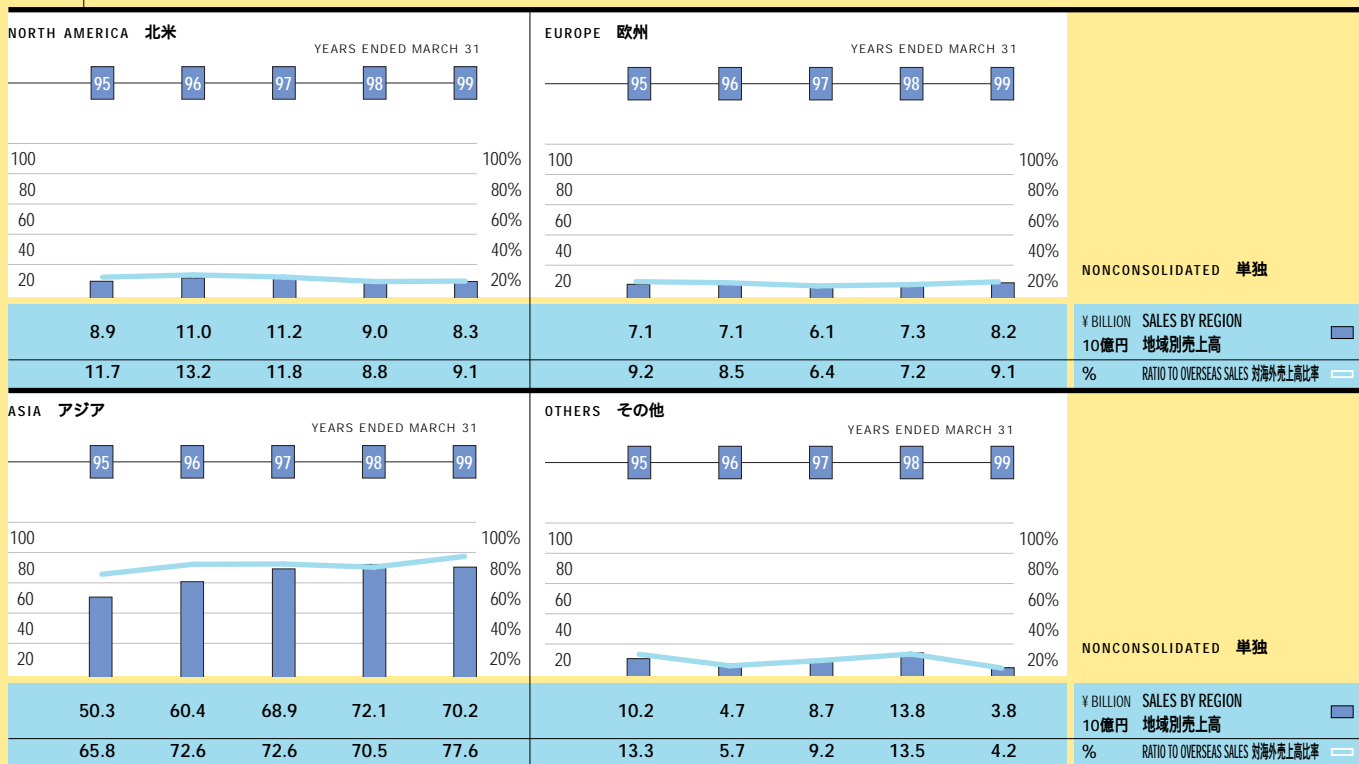 NORTH AMERICA 北米
YEARS ENDED MARCH 31
95 96 97 98 99
100 100%
80 80%
60 60%
40 40%
20 20%
8.9 11.0 11.2 9.0 8.3
11.7 13.2 11.8 8.8 9.1
EUROPE 欧州
YEARS ENDED MARCH 31
95 96 97 98 99
100 100%
80 80%
60 60%
40 40%
20 20%
7.1 7.1 6.1 7.3 8.2
9.2 8.5 6.4 7.2 9.1
NONCONSOLIDATED 単独
¥ BILLION SALES BY REGION
10億円 地域別売上高
% RATIO TO OVERSEAS SALES 対海外売上高比率
ASIA アジア
YEARS ENDED MARCH 31
95 96 97 98 99
100 100%
80 80%
60 60%
40 40%
20 20%
50.3 60.4 68.9 72.1 70.2
65.8 72.6 72.6 70.5 77.6
OTHERS その他
YEARS ENDED MARCH 31
95 96 97 98 99
100 100%
80 80%
60 60%
40 40%
20 20%
10.2 4.7 8.7 13.8 3.8
13.3 5.7 9.2 13.5 4.2
NONCONSOLIDATED 単独
¥ BILLION SALES BY REGION
10億円 地域別売上高
% RATIO TO OVERSEAS SALES 対海外売上高比率